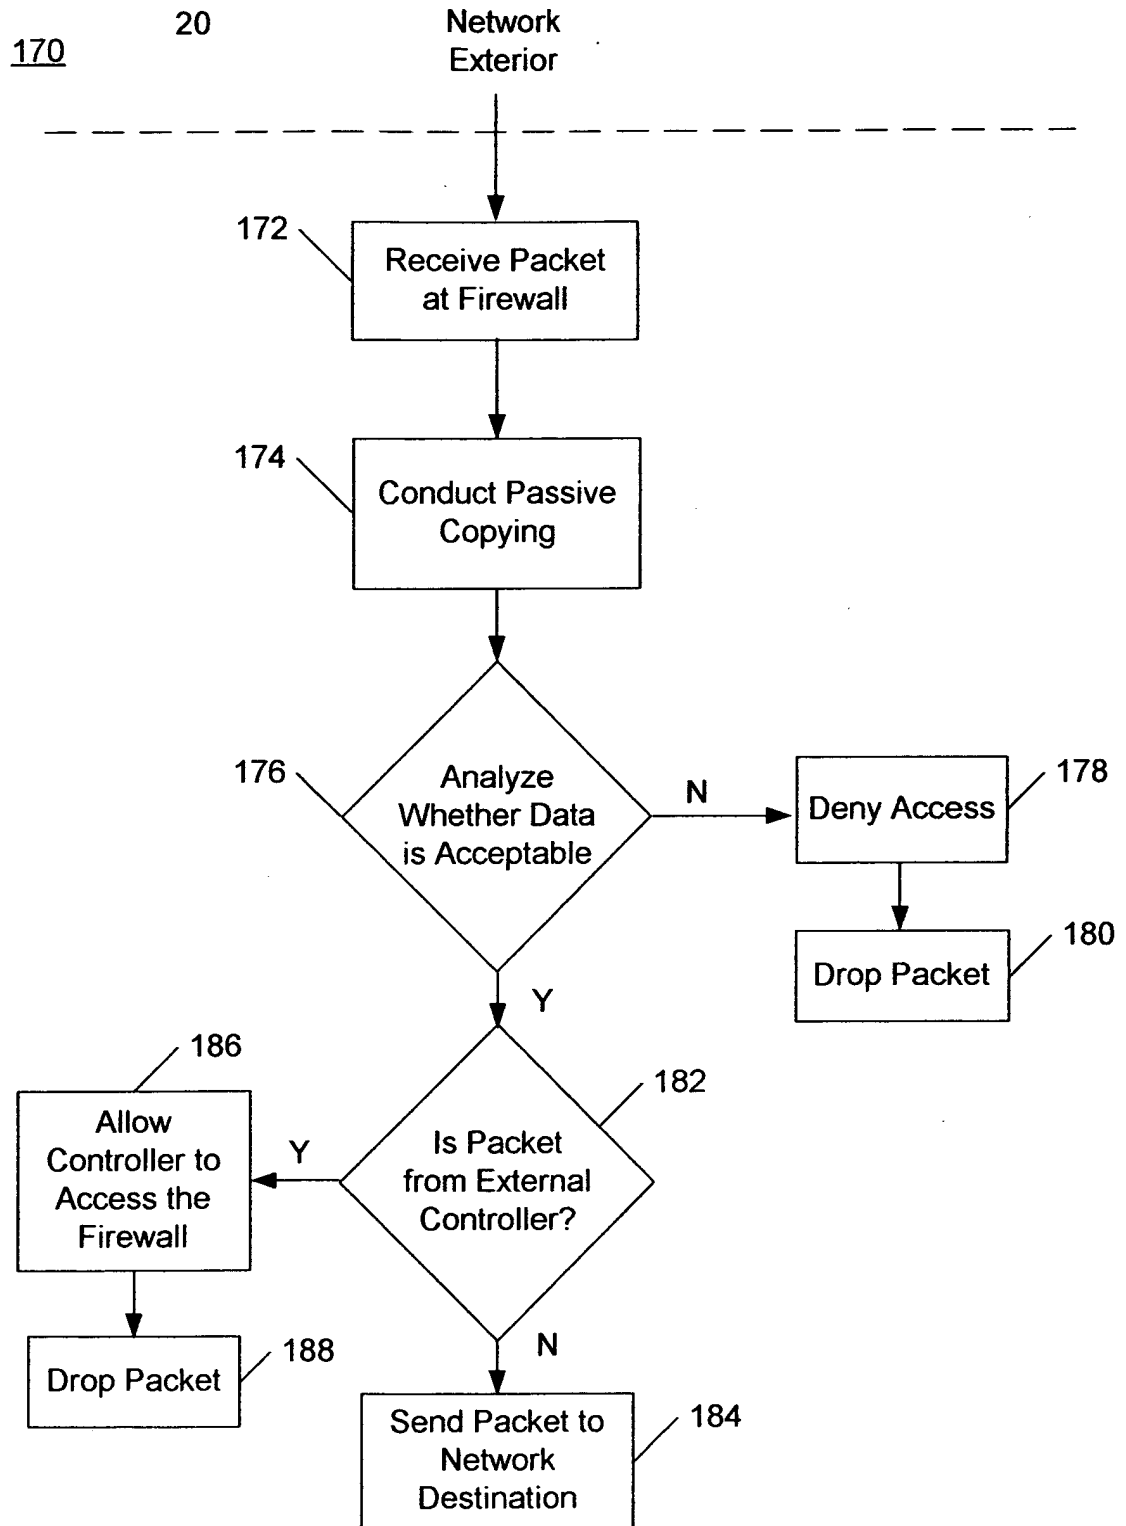 20
Network
Exterior
170
172
Receive Packet
at Firewall
174
Conduct Passive
Copying
176
Analyze
Whether Data
is Acceptable
N
Deny Access
178
Drop Packet
180
Y
186
Allow
Controller to
Access the
Firewall
Y
Is Packet
from External
Controller?
182
Drop Packet
188
N
Send Packet to
Network
Destination
184